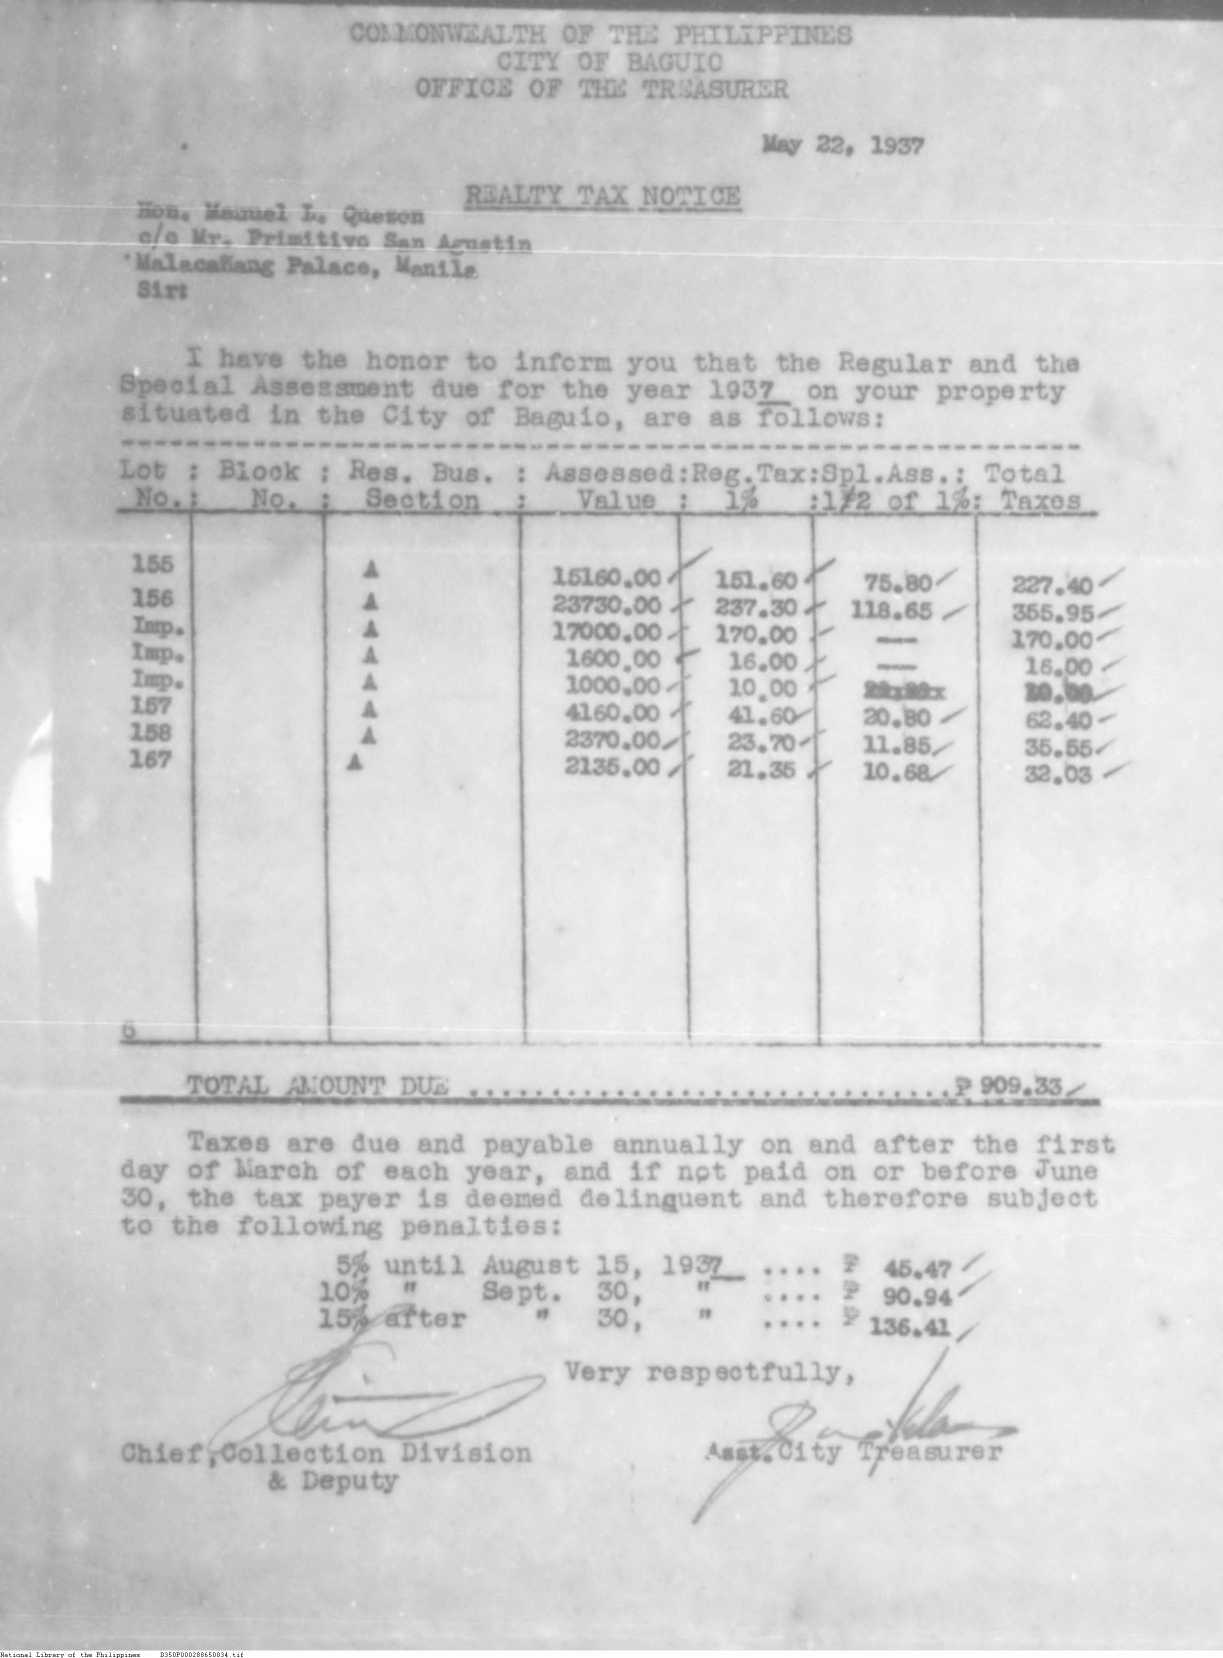 COMMONWEALTH OF THE PHILIPPINES
CITY OF BAGUIO
OFFICE OF THE TREASURER
May 22, 1937
REALTY TAX NOTICE
Hon. Manuel L. Quezon
c/o Mr. Primitivo San Agustin
Malacañang Palace, Manila
Sir:
I have the honor to inform you that the Regular and the
Special Assessment due for the year 1937 on your property
situated in the City of Baguio, are as follows:
Lot : Block : Res. Bus. : Assessed:Reg.Tax:Spl.Ass.: Total
No.: No. : Section : Value : 1% :1/2 of 1%: Taxes
155 A 15160.00 151.60 75.80 227.40
156 A 23730.00 237.30 118.65 355.95
Imp. A 17000.00 170.00 — 170.00
Imp. A 1600.00 16.00 — 16.00
Imp. A 1000.00 10.00 10.00
157 A 4160.00 41.60 20.80 62.40
158 A 2370.00 23.70 11.85 35.55
167 A 2135.00 21.35 10.68 32.03
6
TOTAL AMOUNT DUE ..............................₱ 909.33
Taxes are due and payable annually on and after the first
day of March of each year, and if not paid on or before June
30, the tax payer is deemed delinquent and therefore subject
to the following penalties:
5% until August 15, 1937 .... ₱ 45.47
10% " Sept. 30, " .... ₱ 90.94
15% after " 30, " .... ₱ 136.41
Very respectfully,
Chief,Collection Division
& Deputy
Asst.City Treasurer
National Library of the Philippines B350P000288650834.tif